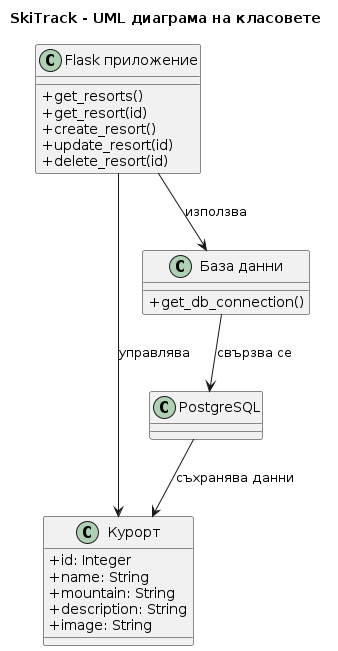 SkiTrack - UML диаграма на класовете
C Flask приложение
+get_resorts()
+get_resort(id)
+create_resort()
+update_resort(id)
+delete_resort(id)
използва
C База данни
+get_db_connection()
управлява
свързва се
C PostgreSQL
съхранява данни
C Курорт
+id: Integer
+name: String
+mountain: String
+description: String
+image: String